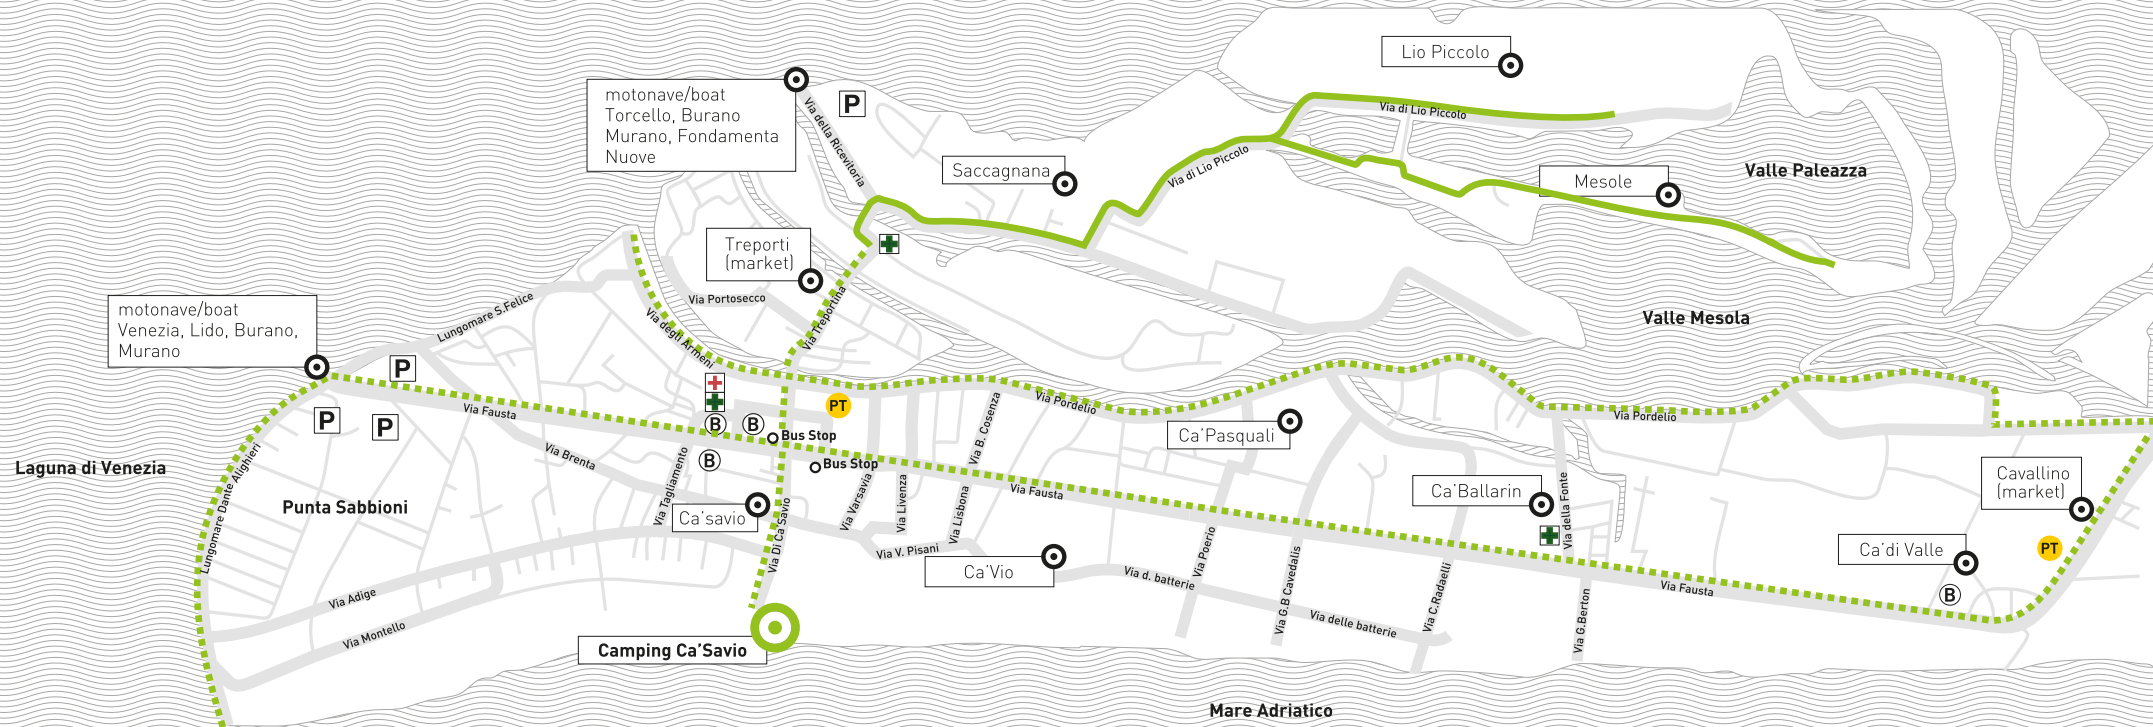 Lio Piccolo
motonave/boat
Torcello, Burano
Murano, Fondamenta
Nuove
P
Via della Ricevitoria
Via di Lio Piccolo
Saccagnana
Via di Lio Piccolo
Mesole
Valle Paleazza
Treporti
(market)
Via Portosecco
Via Treportina
motonave/boat
Venezia, Lido, Burano,
Murano
Lungomare S.Felice
Via degli Armeni
Valle Mesola
P
P
P
Via Fausta
PT
B
B
B
Bus Stop
Bus Stop
Via B. Cosenza
Via Pordelio
Ca'Pasquali
Via Pordelio
Laguna di Venezia
Lungomare Dante Alighieri
Punta Sabbioni
Via Brenta
Via Tagliamento
Ca'savio
Via Di Ca'Savio
Via Varsavia
Via Livenza
Via Lisbona
Via Fausta
Ca'Ballarin
Via della Fonte
Cavallino
(market)
PT
Ca'di Valle
B
Via V. Pisani
Ca'Vio
Via d. batterie
Via Poerio
Via G.B Cavedalis
Via delle batterie
Via C.Radaelli
Via G.Berton
Via Fausta
Via Adige
Via Montello
Camping Ca'Savio
Mare Adriatico